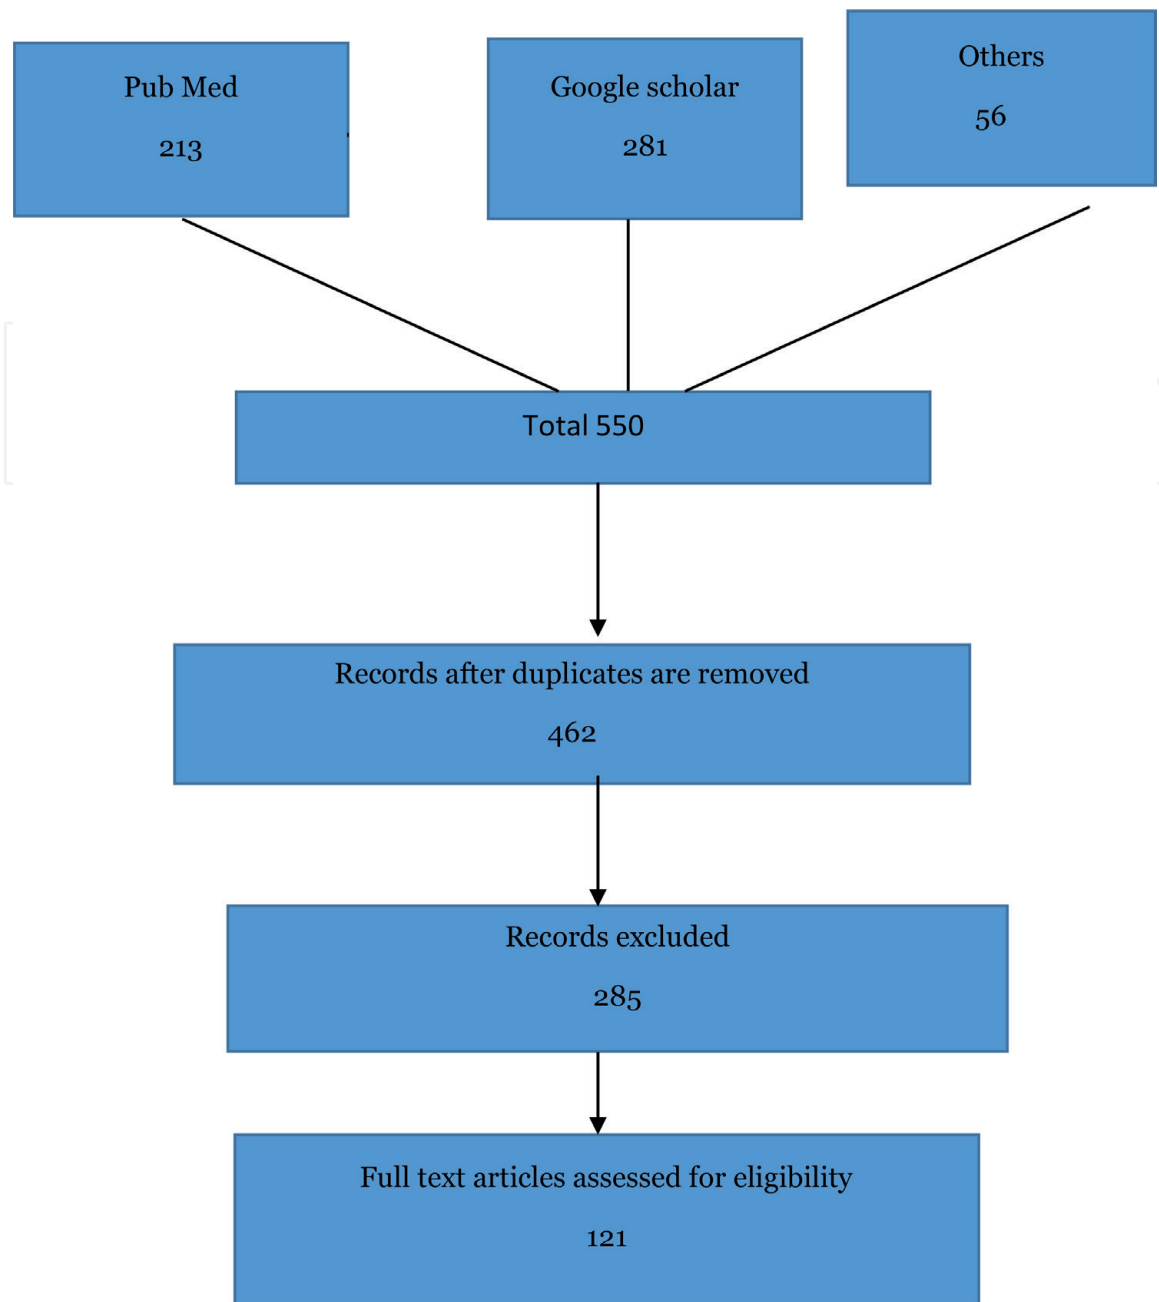 Pub Med
213
Google scholar
281
Others
56
Total 550
Records after duplicates are removed
462
Records excluded
285
Full text articles assessed for eligibility
121